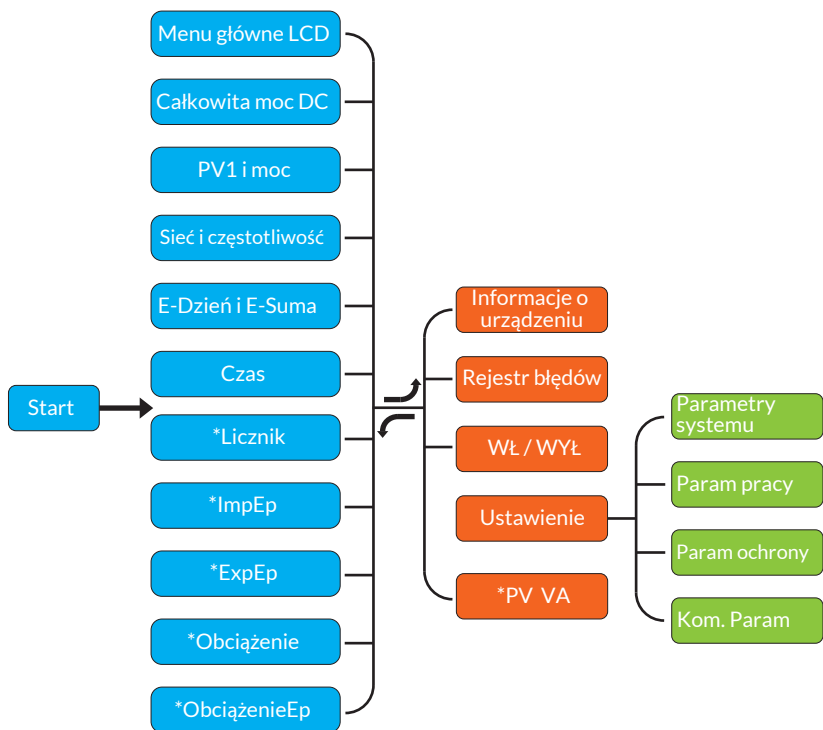 Menu główne LCD
Całkowita moc DC
PV1 i moc
Sieć i częstotliwość
E-Dzień i E-Suma
Czas
Start
*Licznik
*ImpEp
*ExpEp
*Obciążenie
*ObciążenieEp
Informacje o
urządzeniu
Rejestr błędów
WŁ / WYŁ
Ustawienie
*PV VA
Parametry
systemu
Param pracy
Param ochrony
Kom. Param